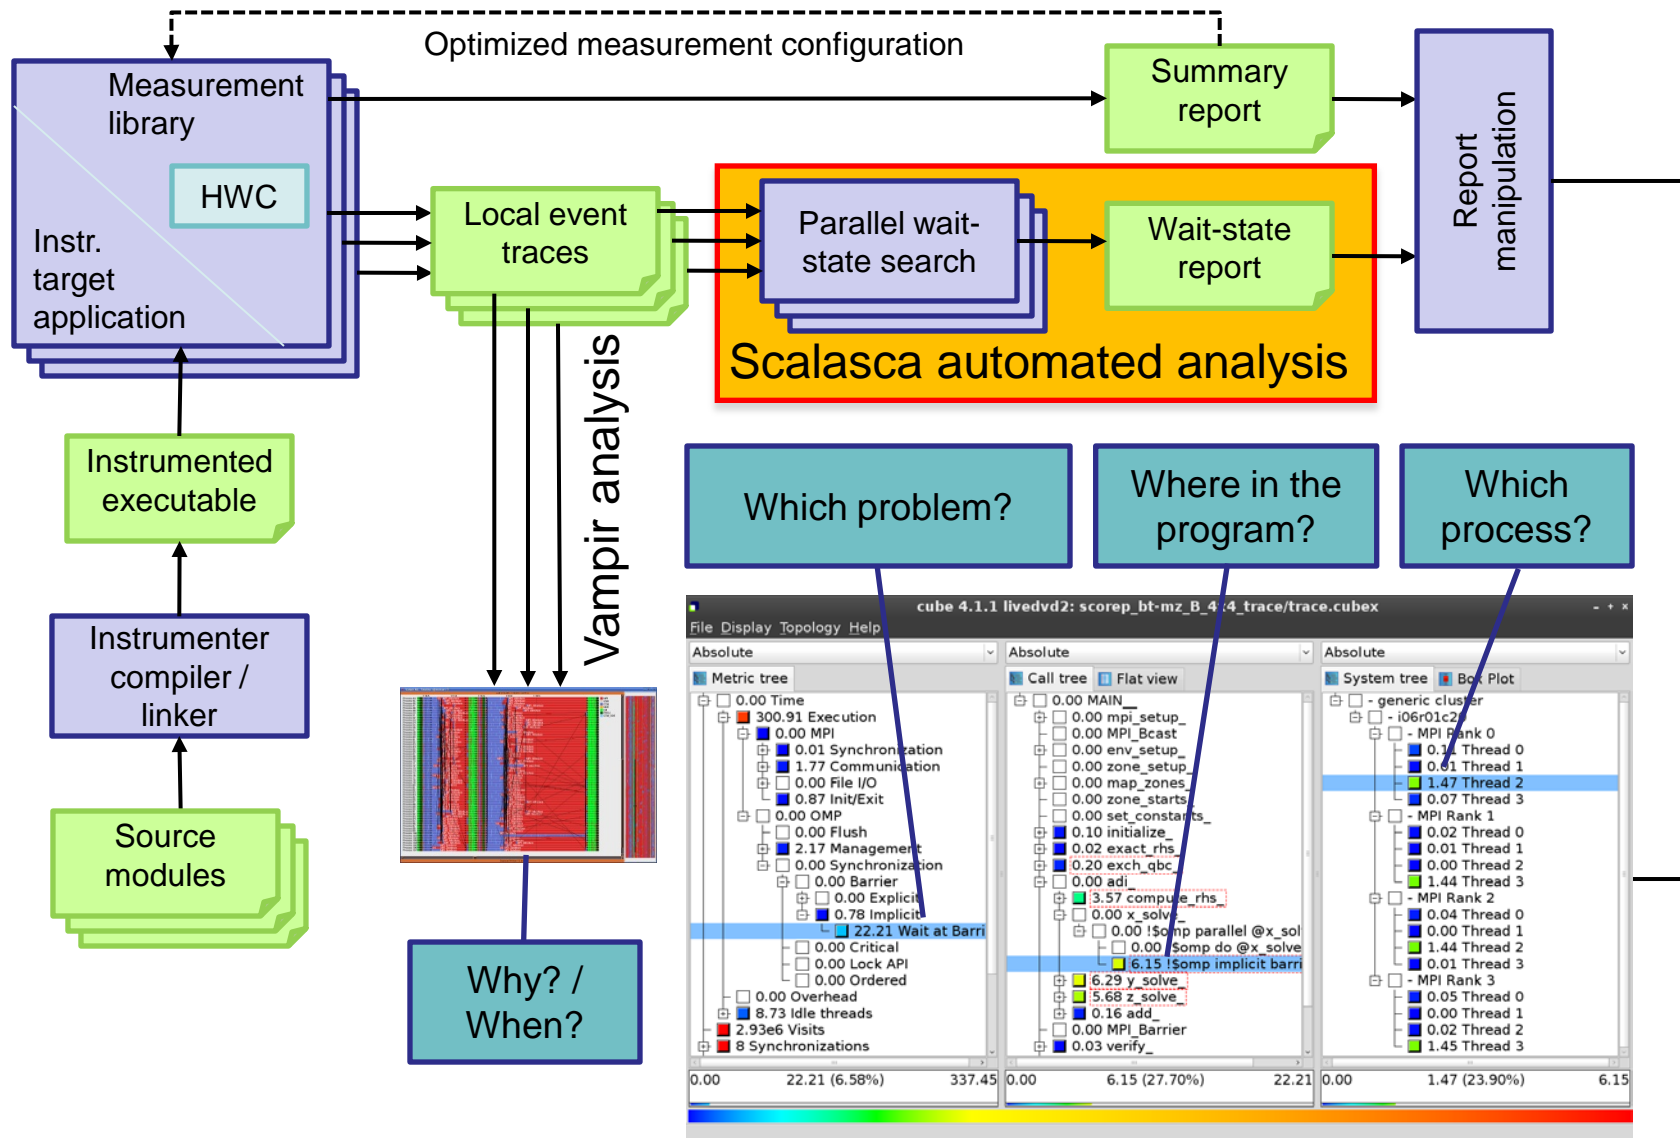 Optimized measurement configuration
Measurement
library
HWC
Instr.
target
application
Summary
report
Report
manipulation
Local event
traces
Parallel wait-
state search
Wait-state
report
Scalasca automated analysis
Vampir analysis
Instrumented
executable
Instrumenter
compiler /
linker
Source
modules
Why? /
When?
Which problem?
Where in the
program?
Which
process?
cube 4.1.1 livedvd2: scorep_bt-mz_B_4x4_trace/trace.cubex
File Display Topology Help
Absolute
Metric tree
0.00 Time
300.91 Execution
0.00 MPI
0.01 Synchronization
1.77 Communication
0.00 File I/O
0.87 Init/Exit
0.00 OMP
0.00 Flush
2.17 Management
0.00 Synchronization
0.00 Barrier
0.00 Explicit
0.78 Implicit
22.21 Wait at Barri
0.00 Critical
0.00 Lock API
0.00 Ordered
0.00 Overhead
8.73 Idle threads
2.93e6 Visits
8 Synchronizations
0.00 22.21 (6.58%) 337.45
Absolute
Call tree Flat view
0.00 MAIN__
0.00 mpi_setup_
0.00 MPI_Bcast
0.00 env_setup_
0.00 zone_setup_
0.00 map_zones_
0.00 zone_starts_
0.00 set_constants_
0.10 initialize_
0.02 exact_rhs_
0.20 exch_qbc_
0.00 adi_
3.57 compute_rhs_
0.00 x_solve_
0.00 !$omp parallel @x_sol
0.00 !$omp do @x_solve
6.15 !$omp implicit barri
6.29 y_solve_
5.68 z_solve_
0.16 add_
0.00 MPI_Barrier
0.03 verify_
0.00 6.15 (27.70%) 22.21
Absolute
System tree Box Plot
- generic cluster
- i06r01c20
- MPI Rank 0
0.11 Thread 0
0.01 Thread 1
1.47 Thread 2
0.07 Thread 3
- MPI Rank 1
0.02 Thread 0
0.01 Thread 1
0.00 Thread 2
1.44 Thread 3
- MPI Rank 2
0.04 Thread 0
0.00 Thread 1
1.44 Thread 2
0.01 Thread 3
- MPI Rank 3
0.05 Thread 0
0.00 Thread 1
0.02 Thread 2
1.45 Thread 3
0.00 1.47 (23.90%) 6.15